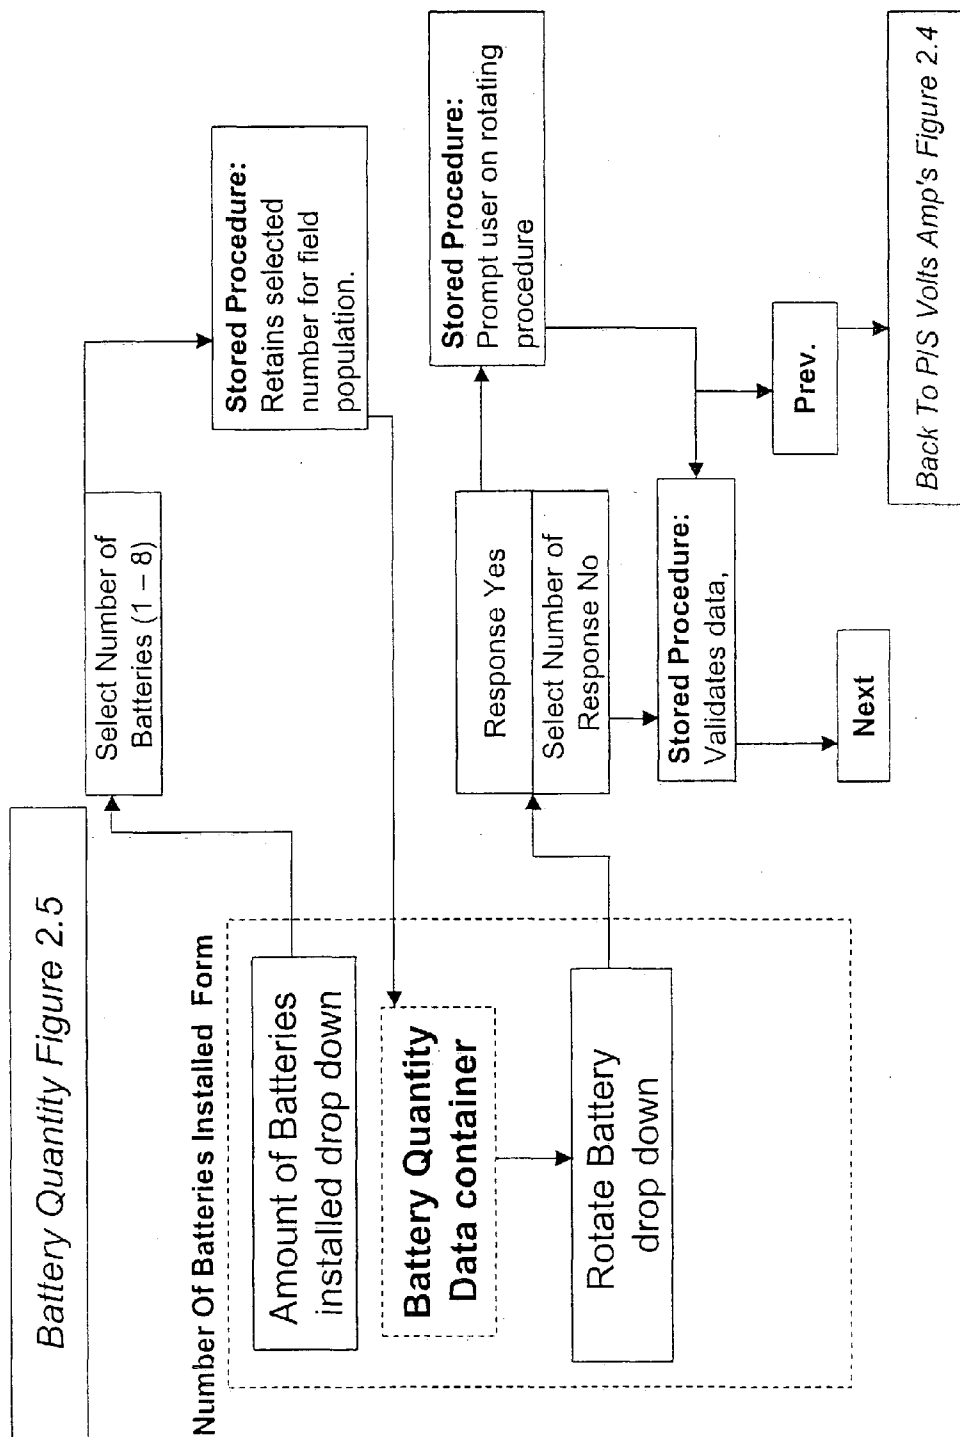 Battery Quantity Figure 2.5
Number Of Batteries Installed Form
Amount of Batteries
installed drop down
Select Number of
Batteries (1 – 8)
Stored Procedure:
Retains selected
number for field
population.
Battery Quantity
Data container
Rotate Battery
drop down
Response Yes
Select Number of
Response No
Stored Procedure:
Prompt user on rotating
procedure
Stored Procedure:
Validates data,
Next
Prev.
Back To PIS Volts Amp's Figure 2.4